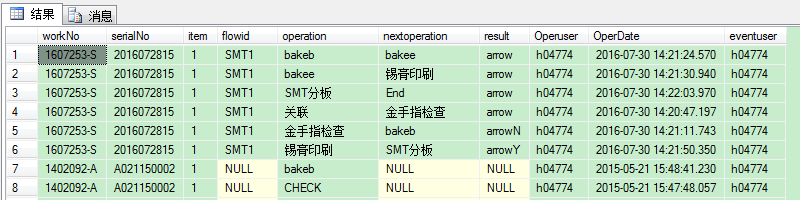 结果 消息
workNo serialNo item flowid operation nextoperation result Operuser OperDate eventuser
1 1607253-S 2016072815 1 SMT1 bakeb bakee arrow h04774 2016-07-30 14:21:24.570 h04774
2 1607253-S 2016072815 1 SMT1 bakee 锡膏印刷 arrow h04774 2016-07-30 14:21:30.940 h04774
3 1607253-S 2016072815 1 SMT1 SMT分板 End arrow h04774 2016-07-30 14:22:03.970 h04774
4 1607253-S 2016072815 1 SMT1 关联 金手指检查 arrow h04774 2016-07-30 14:20:47.197 h04774
5 1607253-S 2016072815 1 SMT1 金手指检查 bakeb arrowN h04774 2016-07-30 14:21:11.743 h04774
6 1607253-S 2016072815 1 SMT1 锡膏印刷 SMT分板 arrowY h04774 2016-07-30 14:21:50.350 h04774
7 1402092-A A021150002 1 NULL bakeb NULL NULL h04774 2015-05-21 15:48:41.230 h04774
8 1402092-A A021150002 1 NULL CHECK NULL NULL h04774 2015-05-21 15:47:48.057 h04774